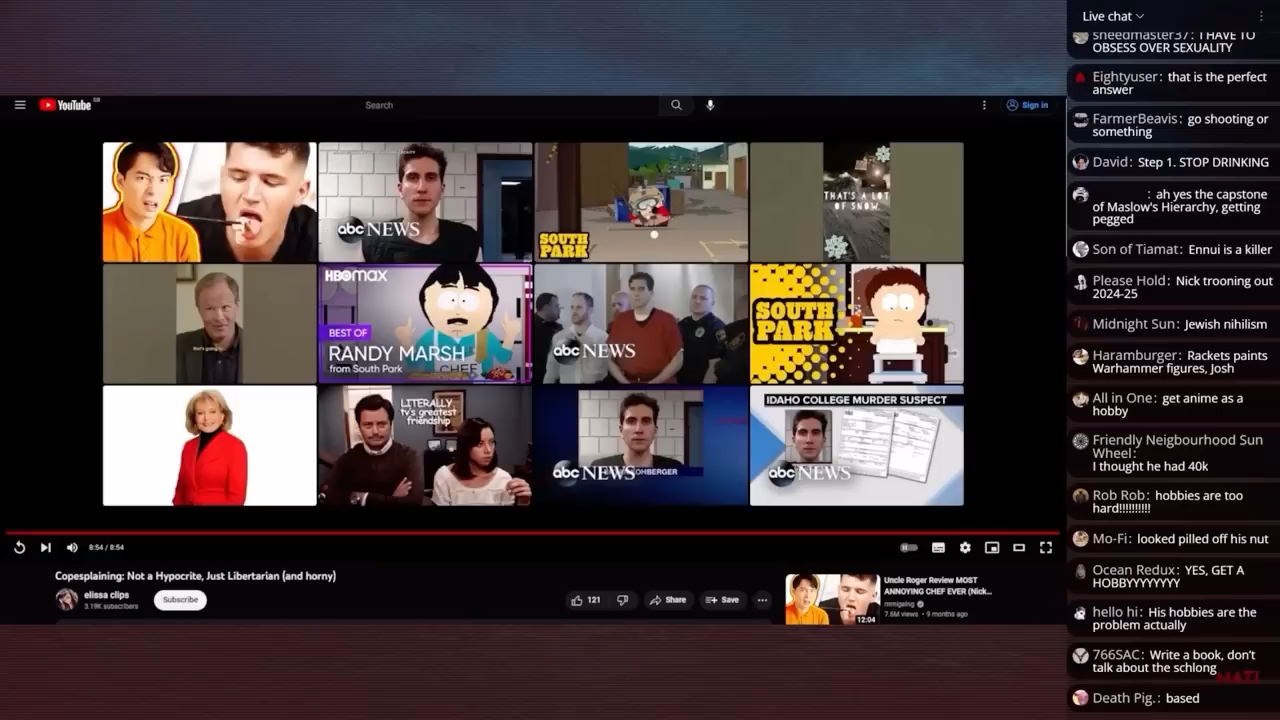 YouTube GB
Search
Sign in
abc NEWS
SOUTH PARK
THAT'S A LOT
OF SNOW.
HBOmax
BEST OF
RANDY MARSH
from South Park
CHEF
abc NEWS
SOUTH PARK
LITERALLY
tv's greatest
friendship
abc NEWS
OHBERGER
IDAHO COLLEGE MURDER SUSPECT
abc NEWS
8:54 / 8:54
Copesplaining: Not a Hypocrite, Just Libertarian (and horny)
elissa clips
3.19K subscribers
Subscribe
121
Share
Save
Uncle Roger Review MOST
ANNOYING CHEF EVER (Nick...
mrnigelng
7.6M views • 9 months ago
12:04
Live chat
sneedmaster37: I HAVE TO
OBSESS OVER SEXUALITY
Eightyuser: that is the perfect
answer
FarmerBeavis: go shooting or
something
David: Step 1. STOP DRINKING
: ah yes the capstone
of Maslow's Hierarchy, getting
pegged
Son of Tiamat: Ennui is a killer
Please Hold: Nick trooning out
2024-25
Midnight Sun: Jewish nihilism
Haramburger: Rackets paints
Warhammer figures, Josh
All in One: get anime as a
hobby
Friendly Neigbourhood Sun
Wheel:
I thought he had 40k
Rob Rob: hobbies are too
hard!!!!!!!!!!
Mo-Fi: looked pilled off his nut
Ocean Redux: YES, GET A
HOBBYYYYYYY
hello hi: His hobbies are the
problem actually
766SAC: Write a book, don't
talk about the schlong
MATI
Death Pig.: based